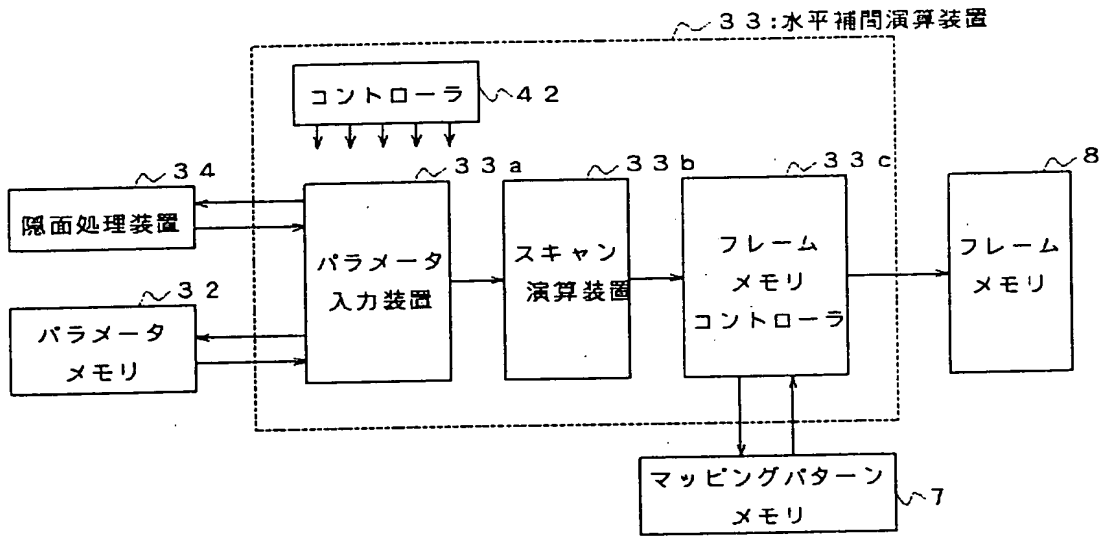 33:水平補間演算装置
コントローラ
42
33a
33b
33c
8
34
隠面処理装置
パラメータ
入力装置
スキャン
演算装置
フレーム
メモリ
コントローラ
フレーム
メモリ
32
パラメータ
メモリ
マッピングパターン
メモリ
7